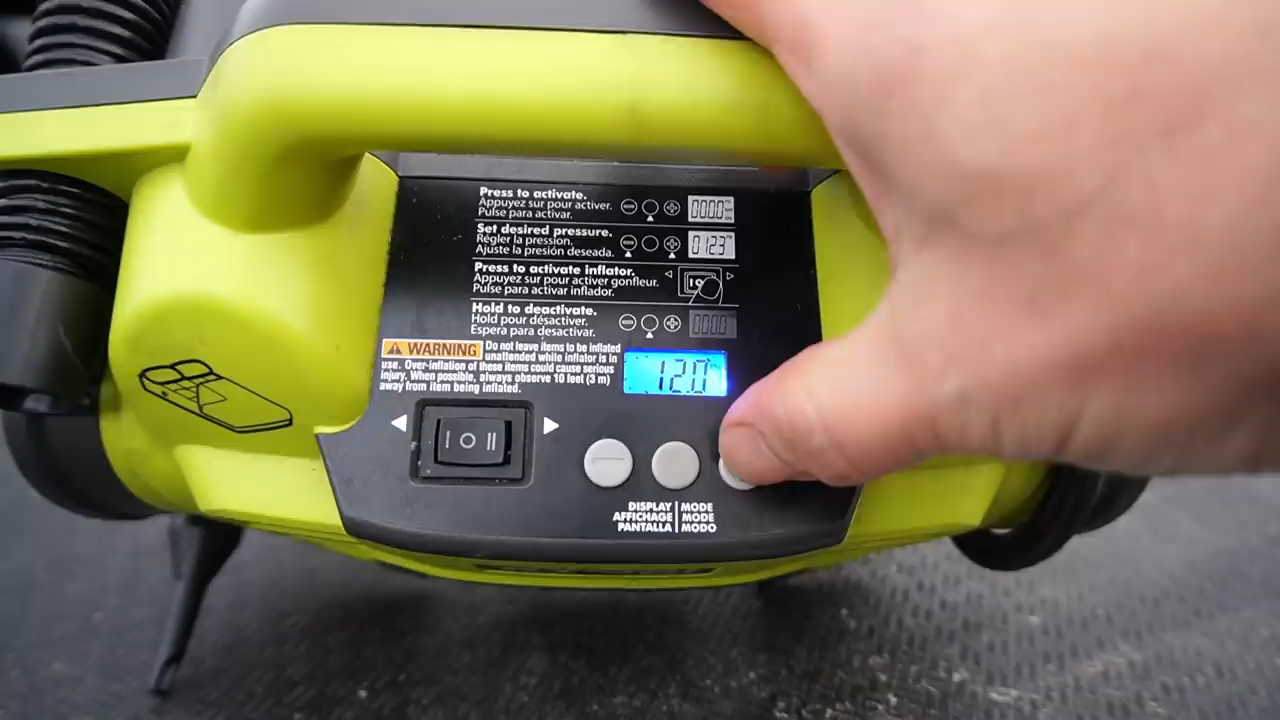 Press to activate.
Appuyez sur pour activer.
Pulse para activar.
0000
Set desired pressure.
Régler la pression.
Ajuste la presión deseada.
0123
Press to activate inflator.
Appuyez sur pour activer gonfleur.
Pulse para activar inflador.
Hold to deactivate.
Hold pour désactiver.
Espera para desactivar.
000.0
WARNING Do not leave items to be inflated
unattended while inflator is in
use. Over-inflation of these items could cause serious
injury. When possible, always observe 10 feet (3 m)
away from item being inflated.
12.0
I O II
DISPLAY | MODE
AFFICHAGE | MODE
PANTALLA | MODO